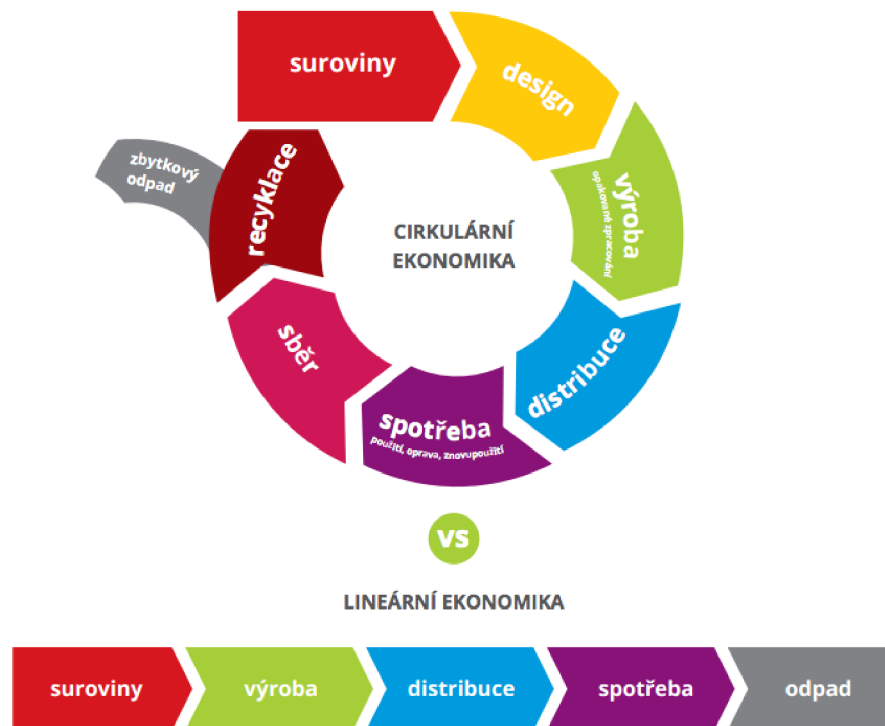 suroviny
design
výroba
opakované zpracování
distribuce
spotřeba
použití, oprava, znovupoužití
sběr
recyklace
zbytkový
odpad
CIRKULÁRNÍ
EKONOMIKA
VS
LINEÁRNÍ EKONOMIKA
suroviny
výroba
distribuce
spotřeba
odpad